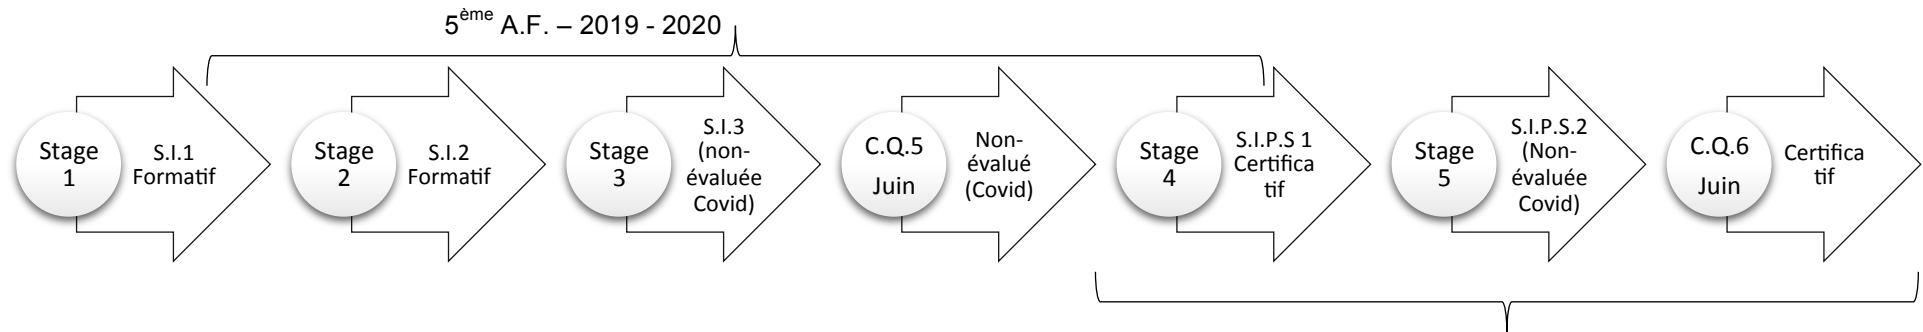 5ème A.F. – 2019 - 2020
Stage
1
S.I.1
Formatif
Stage
2
S.I.2
Formatif
Stage
3
S.I.3
(non-
évaluée
Covid)
C.Q.5
Juin
Non-
évalué
(Covid)
Stage
4
S.I.P.S 1
Certifica
tif
Stage
5
S.I.P.S.2
(Non-
évaluée
Covid)
C.Q.6
Juin
Certifica
tif